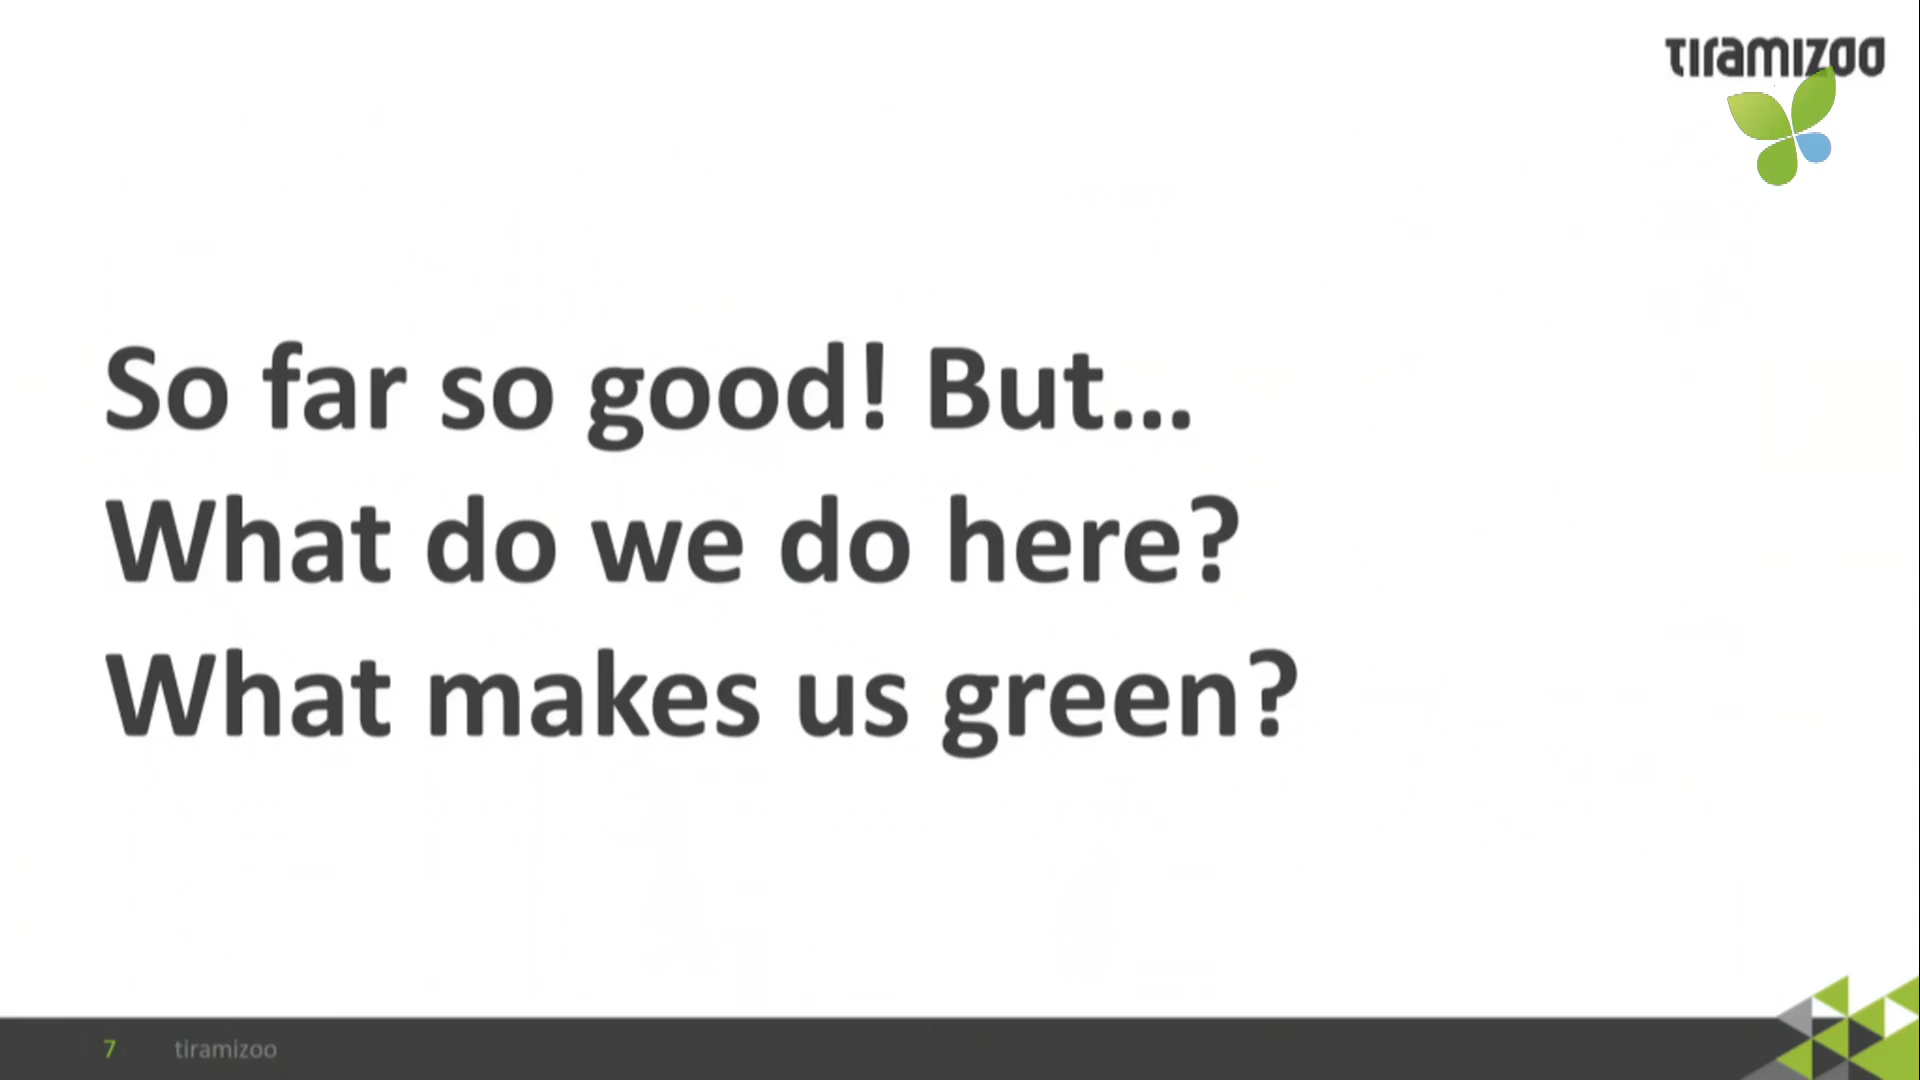 tiramizoo
So far so good! But...
What do we do here?
What makes us green?
7 tiramizoo